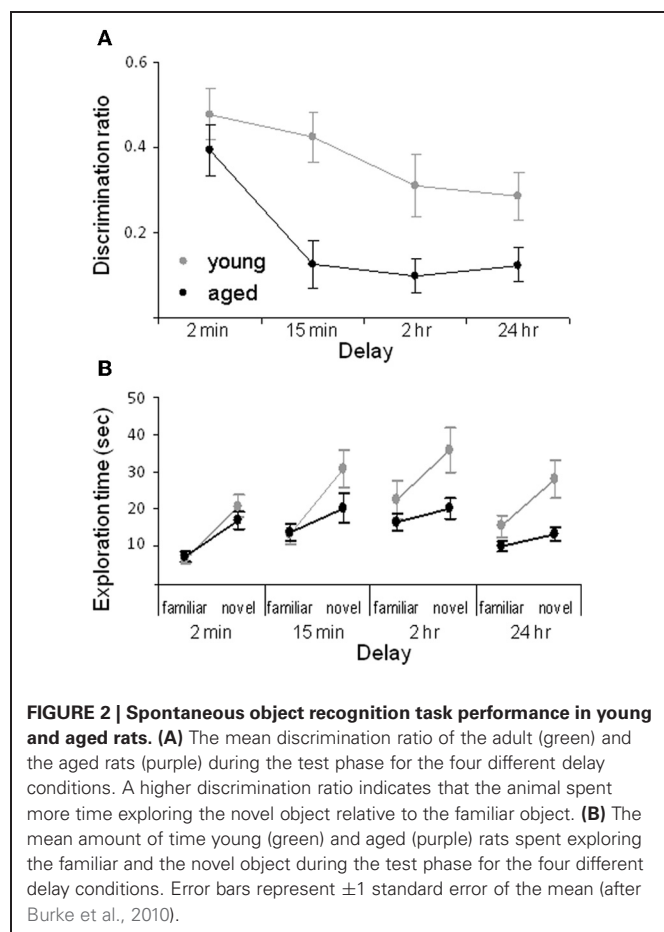 A
0.6
0.4
0.2
Discrimination ratio
young
aged
2 min 15 min 2 hr 24 hr
Delay
B
50
40
30
20
10
Exploration time (sec)
familiar novel familiar novel familiar novel familiar novel
2 min 15 min 2 hr 24 hr
Delay
FIGURE 2 | Spontaneous object recognition task performance in young
and aged rats. (A) The mean discrimination ratio of the adult (green) and
the aged rats (purple) during the test phase for the four different delay
conditions. A higher discrimination ratio indicates that the animal spent
more time exploring the novel object relative to the familiar object. (B) The
mean amount of time young (green) and aged (purple) rats spent exploring
the familiar and the novel object during the test phase for the four different
delay conditions. Error bars represent ±1 standard error of the mean (after
Burke et al., 2010).